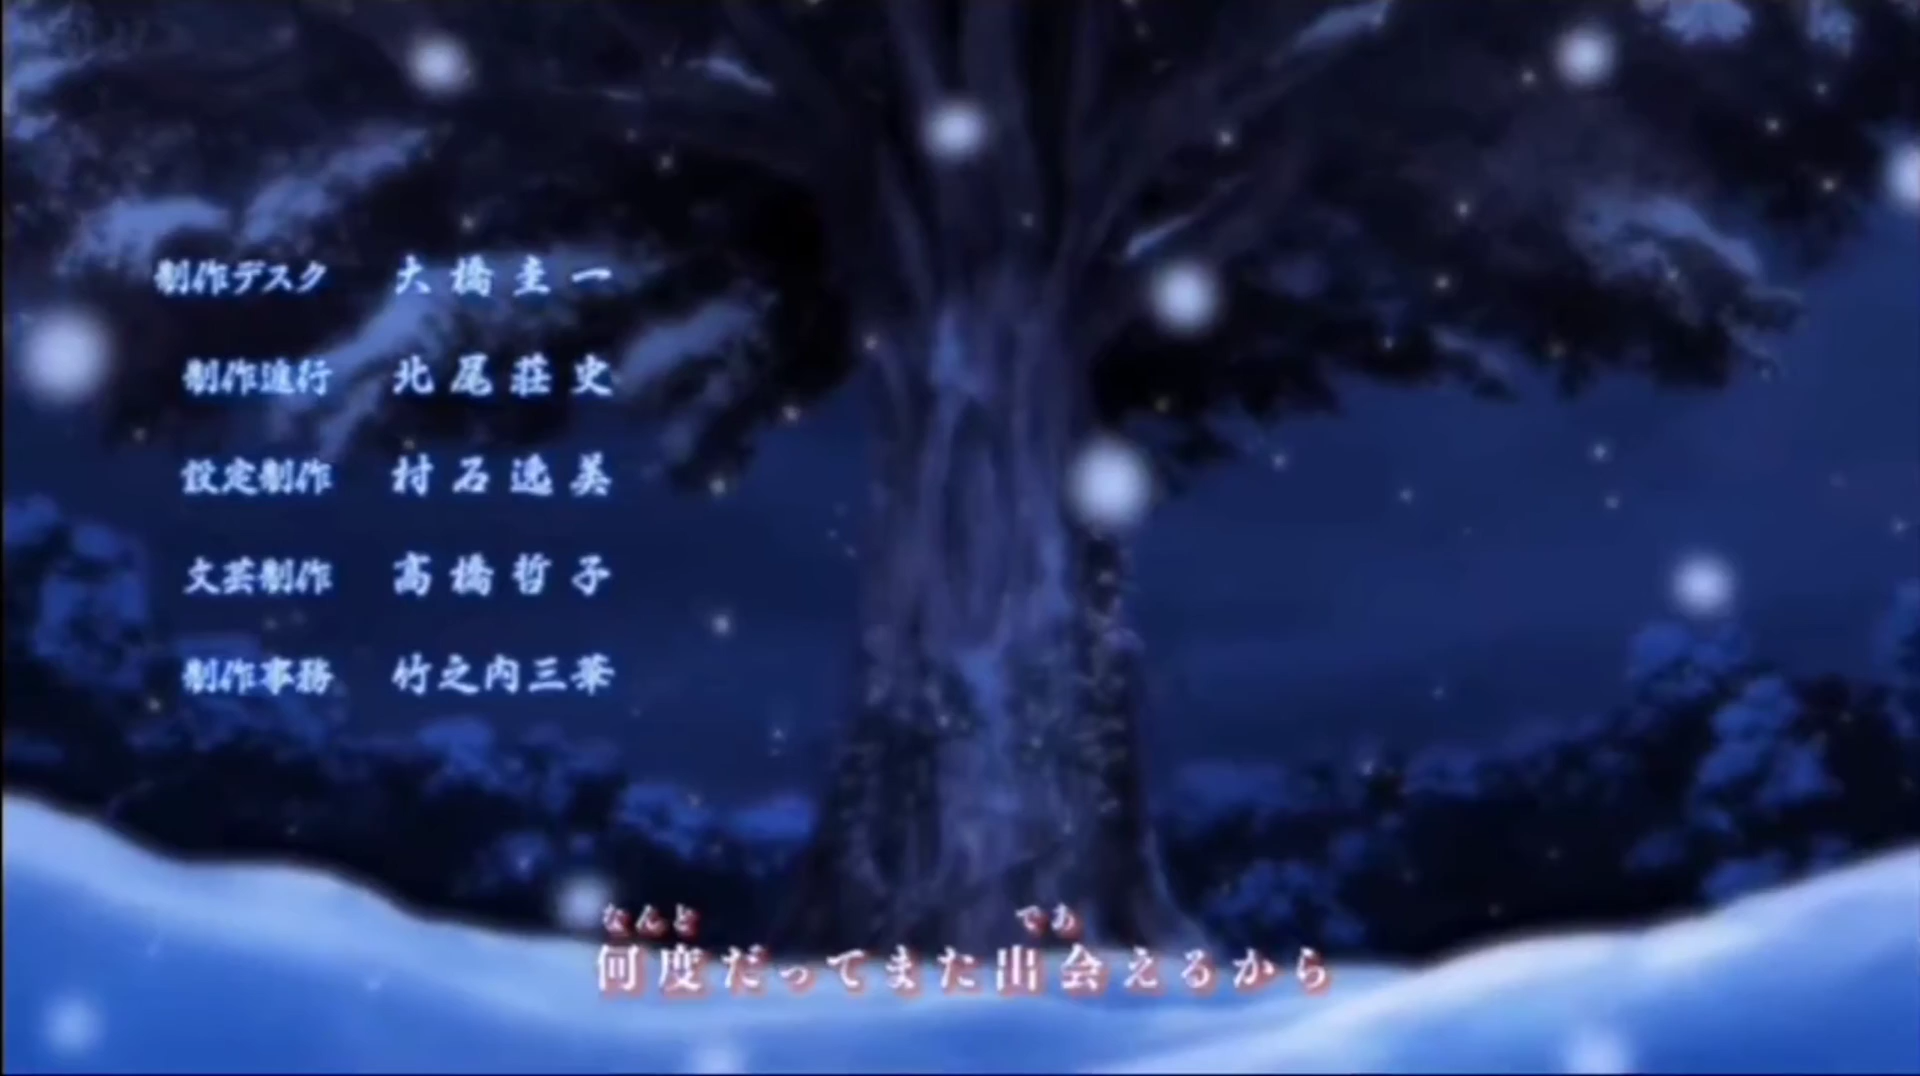 制作デスク 大橋圭一
制作進行 北尾荘史
設定制作 村石逸美
文芸制作 高橋哲子
制作事務 竹之内三華
なんと であ
何度だってまた出会えるから